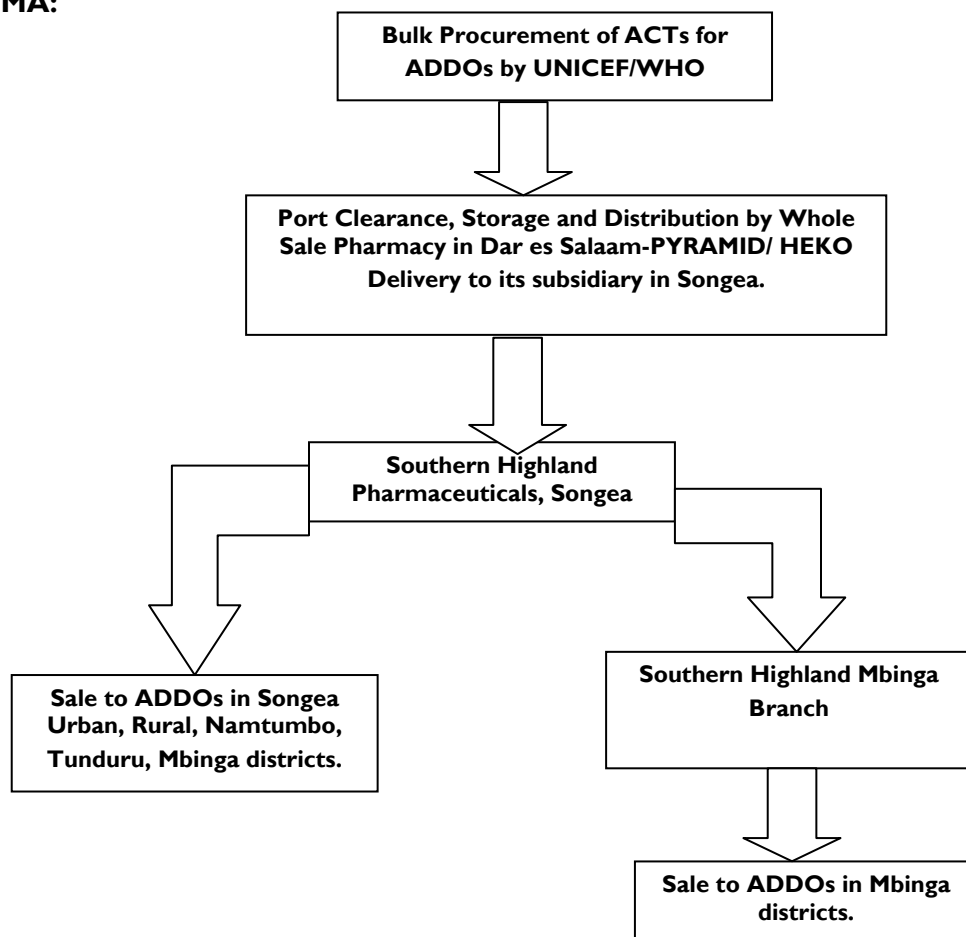 MA:
Bulk Procurement of ACTs for
ADDOs by UNICEF/WHO
Port Clearance, Storage and Distribution by Whole
Sale Pharmacy in Dar es Salaam-PYRAMID/ HEKO
Delivery to its subsidiary in Songea.
Southern Highland
Pharmaceuticals, Songea
Sale to ADDOs in Songea
Urban, Rural, Namtumbo,
Tunduru, Mbinga districts.
Southern Highland Mbinga
Branch
Sale to ADDOs in Mbinga
districts.